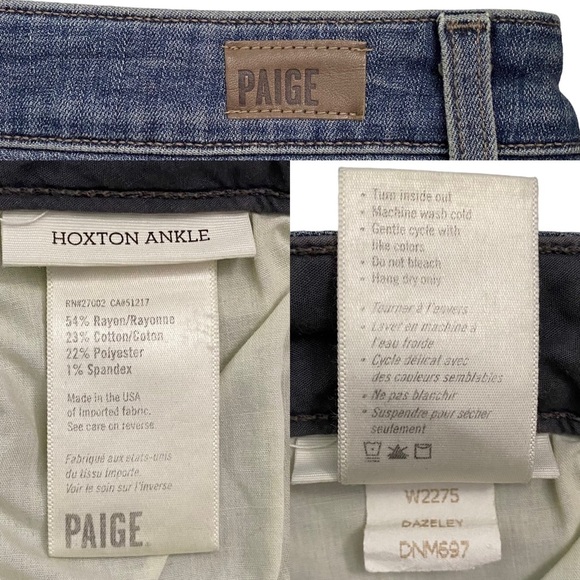 PAIGE
HOXTON ANKLE
RN#27002 CA#51217
54% Rayon/Rayonne
23% Cotton/Coton
22% Polyester
1% Spandex
Made in the USA
of imported fabric.
See care on reverse.
Fabriqué aux états-unis
du tissu importe.
Voir le soin sur l'inverse.
PAIGE
• Turn inside out
• Machine wash cold
• Gentle cycle with
like colors.
• Do not bleach
• Hang dry only
• Tourner à l'envers
• Laver en machine à
l'eau froide
• Cycle délicat avec
des couleurs semblables
• Ne pas blanchir
• Suspendre pour sécher
seulement
W2275
DAZELEY
DNM697